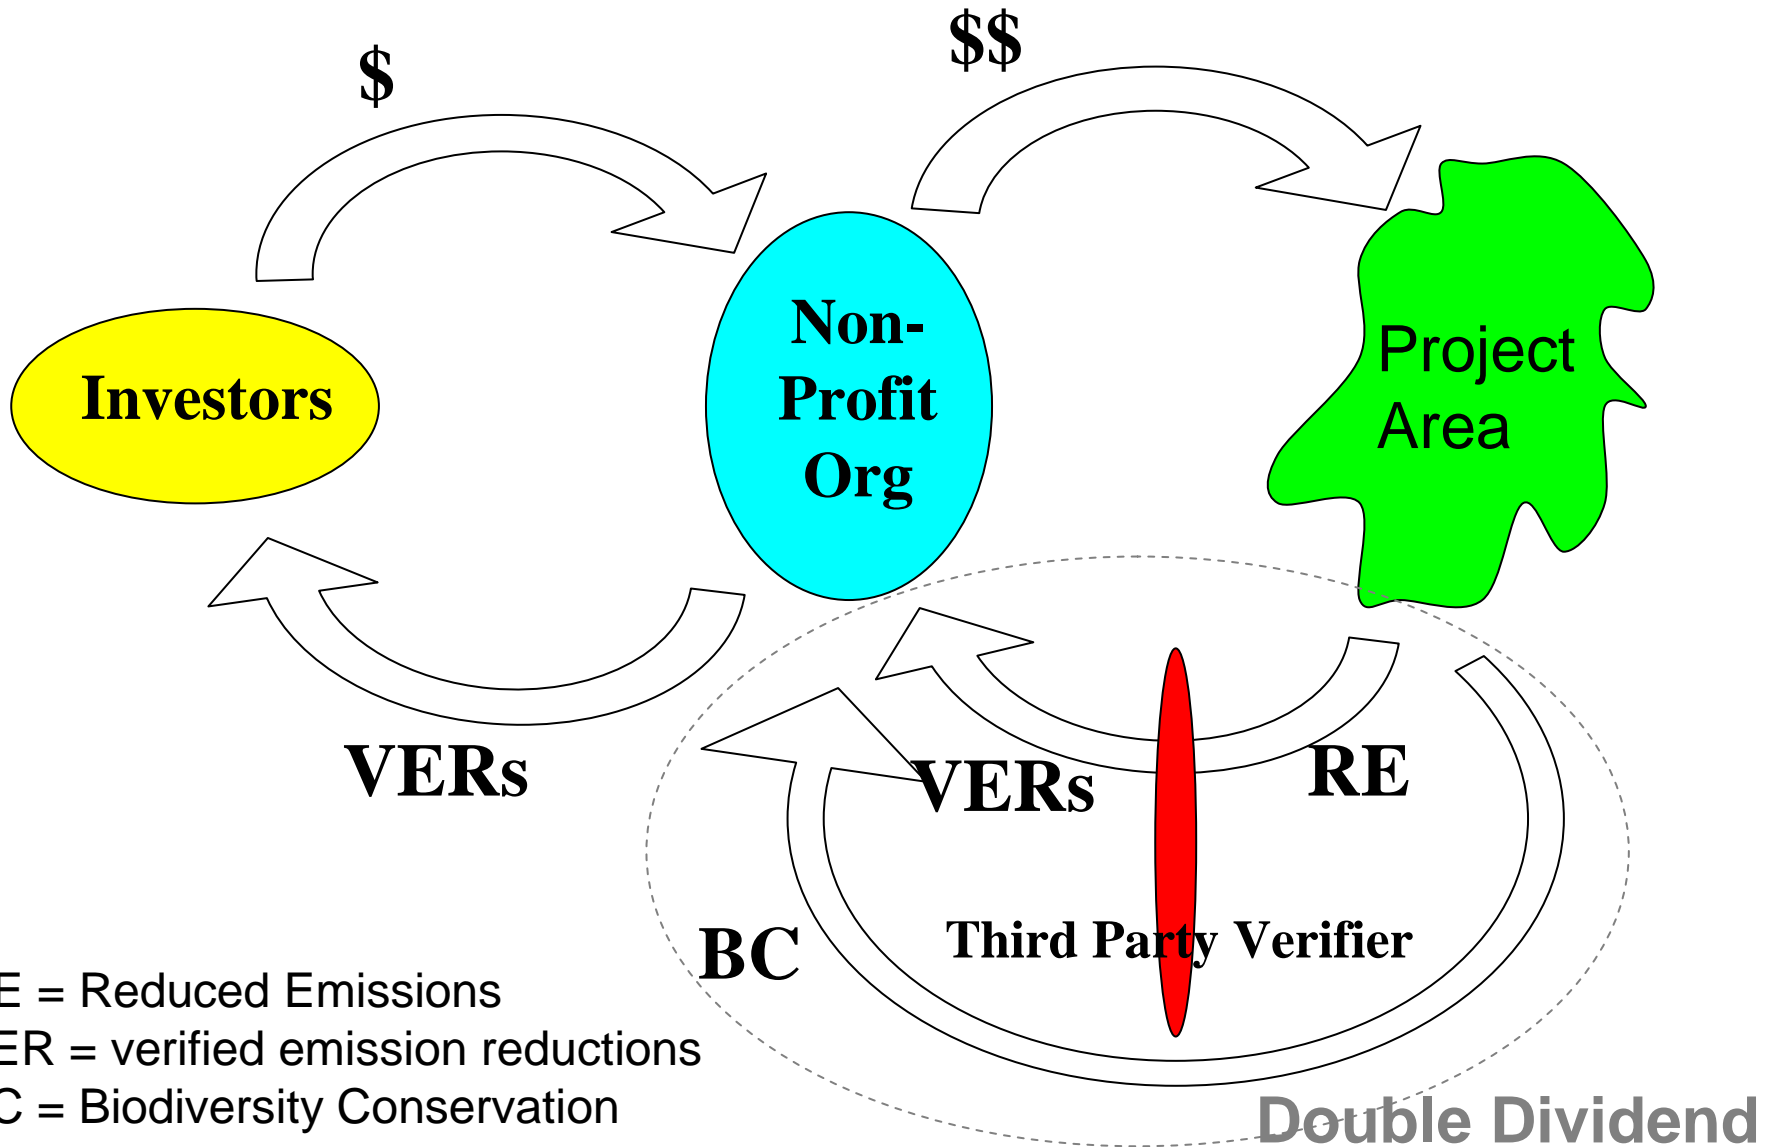 $
$$
Non-
Profit
Org
Investors
Project
Area
VERs
VERs
RE
BC
Third Party Verifier
E = Reduced Emissions
ER = verified emission reductions
C = Biodiversity Conservation
Double Dividend